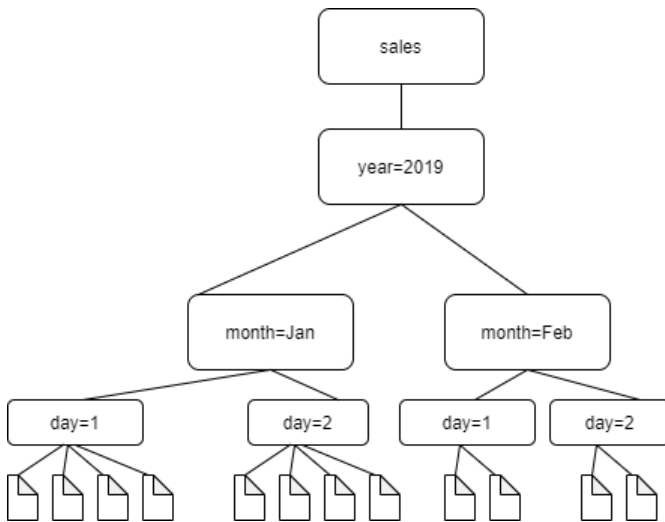 sales
year=2019
month=Jan
month=Feb
day=1
day=2
day=1
day=2